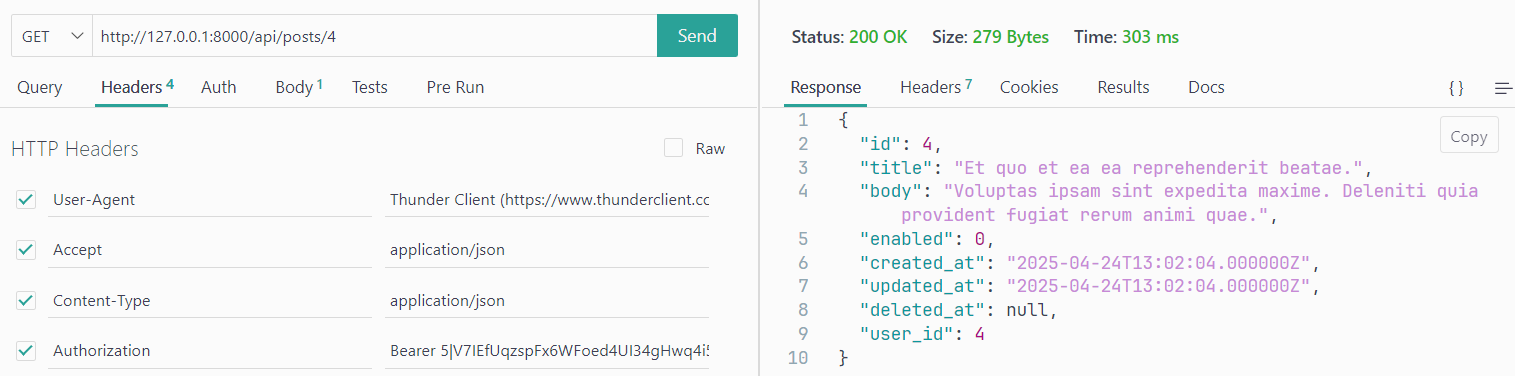 GET http://127.0.0.1:8000/api/posts/4 Send
Query Headers 4 Auth Body 1 Tests Pre Run
HTTP Headers Raw
User-Agent Thunder Client (https://www.thunderclient.co
Accept application/json
Content-Type application/json
Authorization Bearer 5|V7IEfUqzspFx6WFoed4UI34gHwq4i5
Status: 200 OK Size: 279 Bytes Time: 303 ms
Response Headers 7 Cookies Results Docs { }
Copy
1 {
2 "id": 4,
3 "title": "Et quo et ea ea reprehenderit beatae.",
4 "body": "Voluptas ipsam sint expedita maxime. Deleniti quia
provident fugiat rerum animi quae.",
5 "enabled": 0,
6 "created_at": "2025-04-24T13:02:04.000000Z",
7 "updated_at": "2025-04-24T13:02:04.000000Z",
8 "deleted_at": null,
9 "user_id": 4
10 }